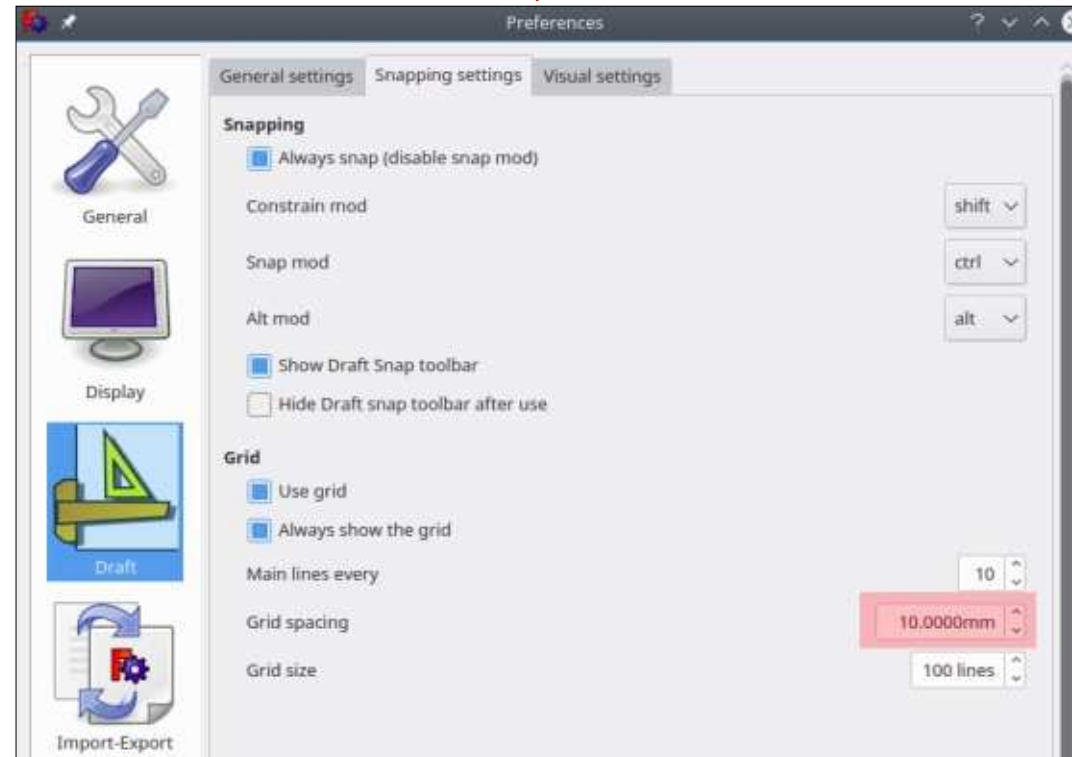 Preferences
General settings Snapping settings Visual settings
Snapping
Always snap (disable snap mod)
Constrain mod shift
Snap mod ctrl
Alt mod alt
Show Draft Snap toolbar
Hide Draft snap toolbar after use
Grid
Use grid
Always show the grid
Main lines every 10
Grid spacing 10.0000mm
Grid size 100 lines
General
Display
Draft
Import-Export